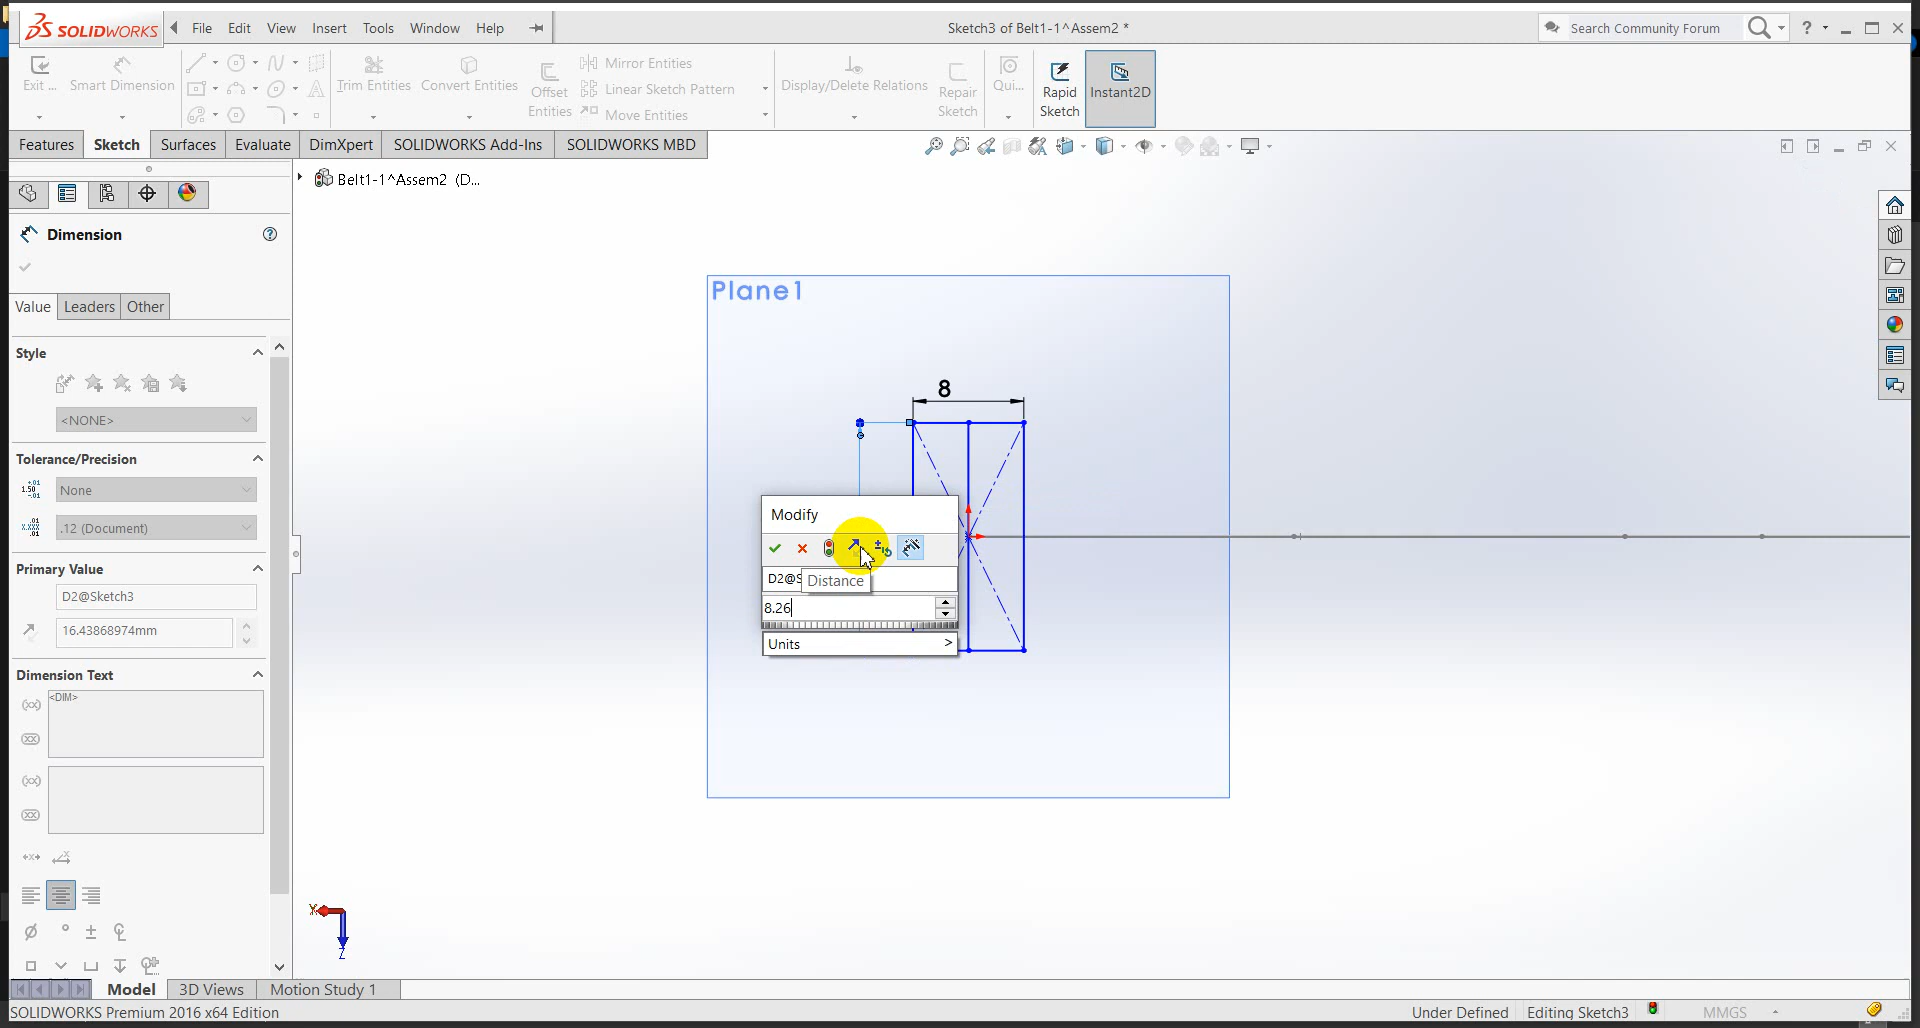 SOLIDWORKS
File
Edit
View
Insert
Tools
Window
Help
Sketch3 of Belt1-1^Assem2 *
Search Community Forum
?
Exit ...
Smart Dimension
Trim Entities
Convert Entities
Offset
Entities
Mirror Entities
Linear Sketch Pattern
Move Entities
Display/Delete Relations
Repair
Sketch
Qui...
Rapid
Sketch
Instant2D
Features
Sketch
Surfaces
Evaluate
DimXpert
SOLIDWORKS Add-Ins
SOLIDWORKS MBD
Belt1-1^Assem2 (D...
Dimension
Value
Leaders
Other
Style
<NONE>
Tolerance/Precision
None
.12 (Document)
Primary Value
D2@Sketch3
16.43868974mm
Dimension Text
<DIM>
Plane1
8
Modify
D2@S
Distance
8.26
Units >
X
Z
Model
3D Views
Motion Study 1
SOLIDWORKS Premium 2016 x64 Edition
Under Defined
Editing Sketch3
MMGS